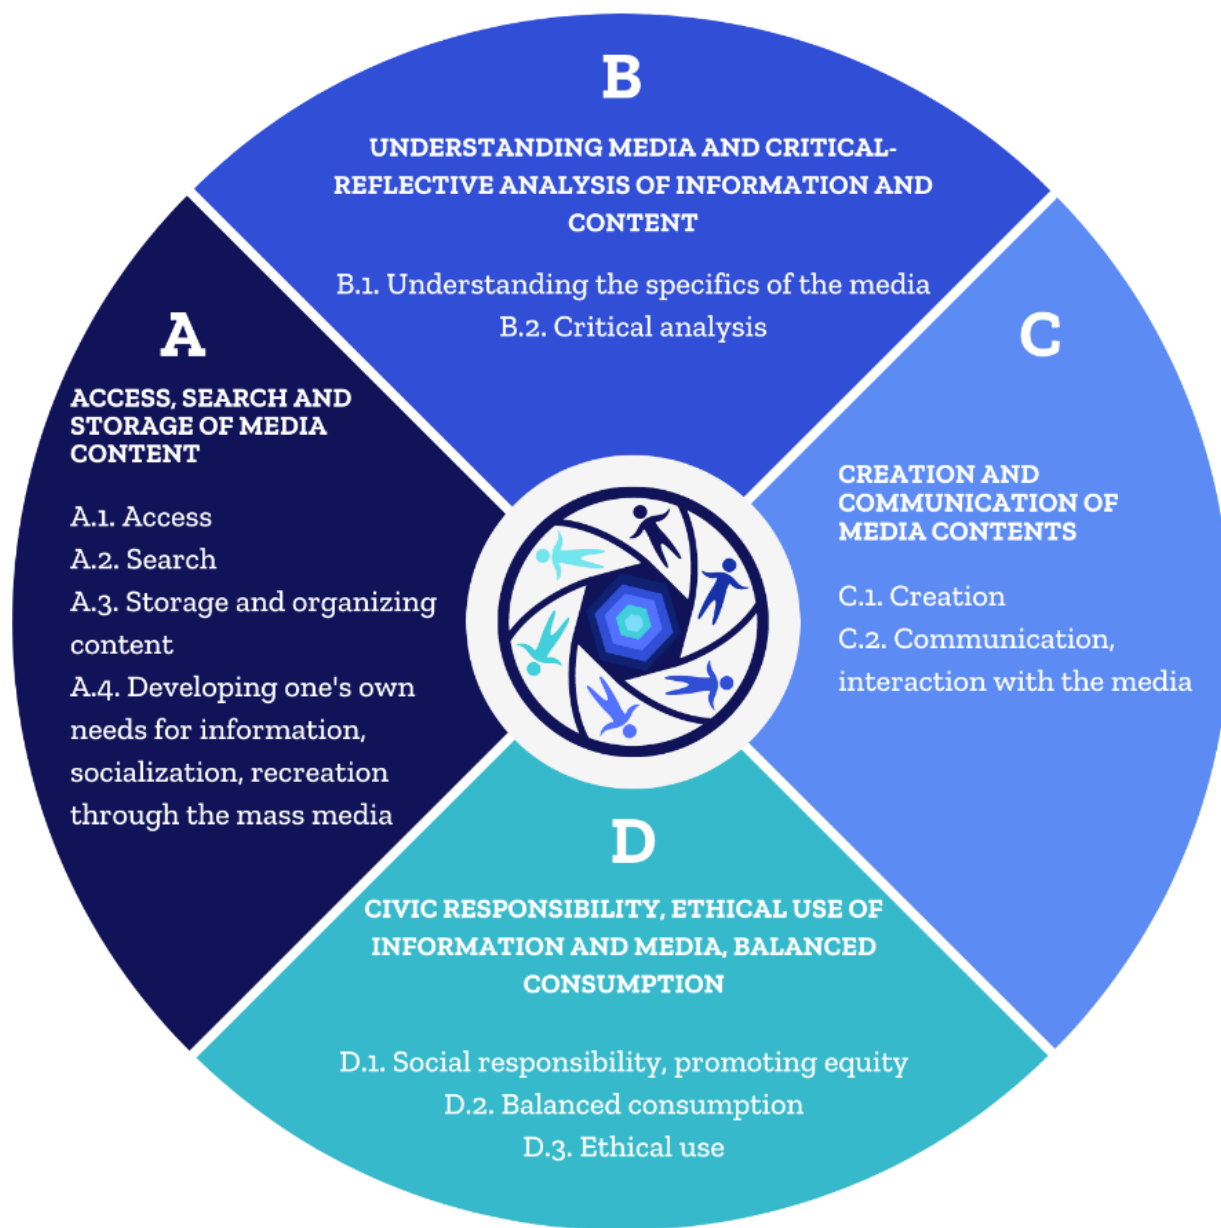 A
ACCESS, SEARCH AND
STORAGE OF MEDIA
CONTENT
A.1. Access
A.2. Search
A.3. Storage and organizing
content
A.4. Developing one's own
needs for information,
socialization, recreation
through the mass media
B
UNDERSTANDING MEDIA AND CRITICAL-
REFLECTIVE ANALYSIS OF INFORMATION AND
CONTENT
B.1. Understanding the specifics of the media
B.2. Critical analysis
C
CREATION AND
COMMUNICATION OF
MEDIA CONTENTS
C.1. Creation
C.2. Communication,
interaction with the media
D
CIVIC RESPONSIBILITY, ETHICAL USE OF
INFORMATION AND MEDIA, BALANCED
CONSUMPTION
D.1. Social responsibility, promoting equity
D.2. Balanced consumption
D.3. Ethical use